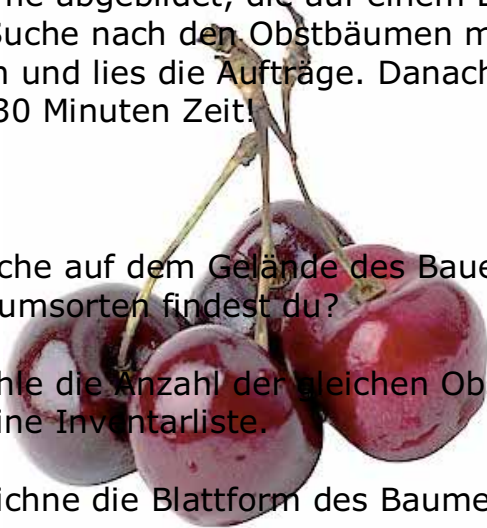 rne abgebildet, die auf einem
Suche nach den Obstbäumen m
n und lies die Aufträge. Danach
30 Minuten Zeit!
che auf dem Gelände des Baue
umsorten findest du?
hle die Anzahl der gleichen Ob
ine Inventarliste.
ichne die Blattform des Baume